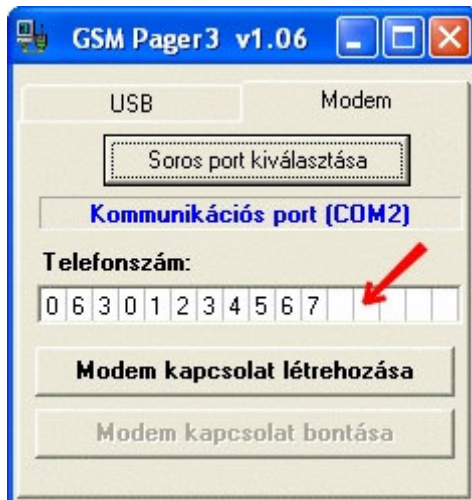 GSM Pager3 v1.06
USB Modem
Soros port kiválasztása
Kommunikációs port (COM2)
Telefonszám:
06301234567
Modem kapcsolat létrehozása
Modem kapcsolat bontása